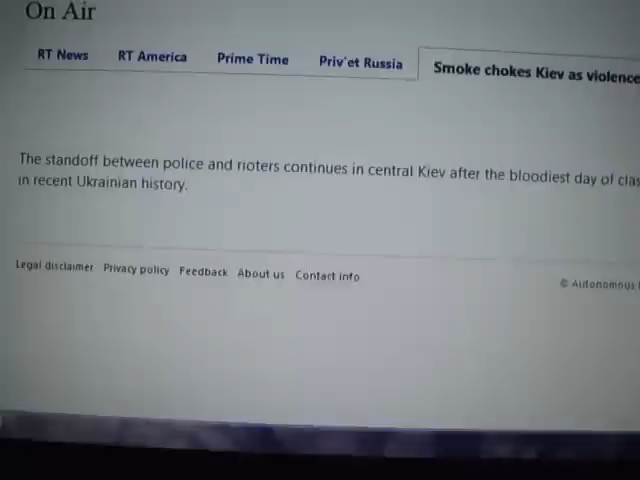 On Air
RT News RT America Prime Time Priv'et Russia Smoke chokes Kiev as violence
The standoff between police and rioters continues in central Kiev after the bloodiest day of clas
in recent Ukrainian history.
Legal disclaimer Privacy policy Feedback About us Contact info
© Autonomous